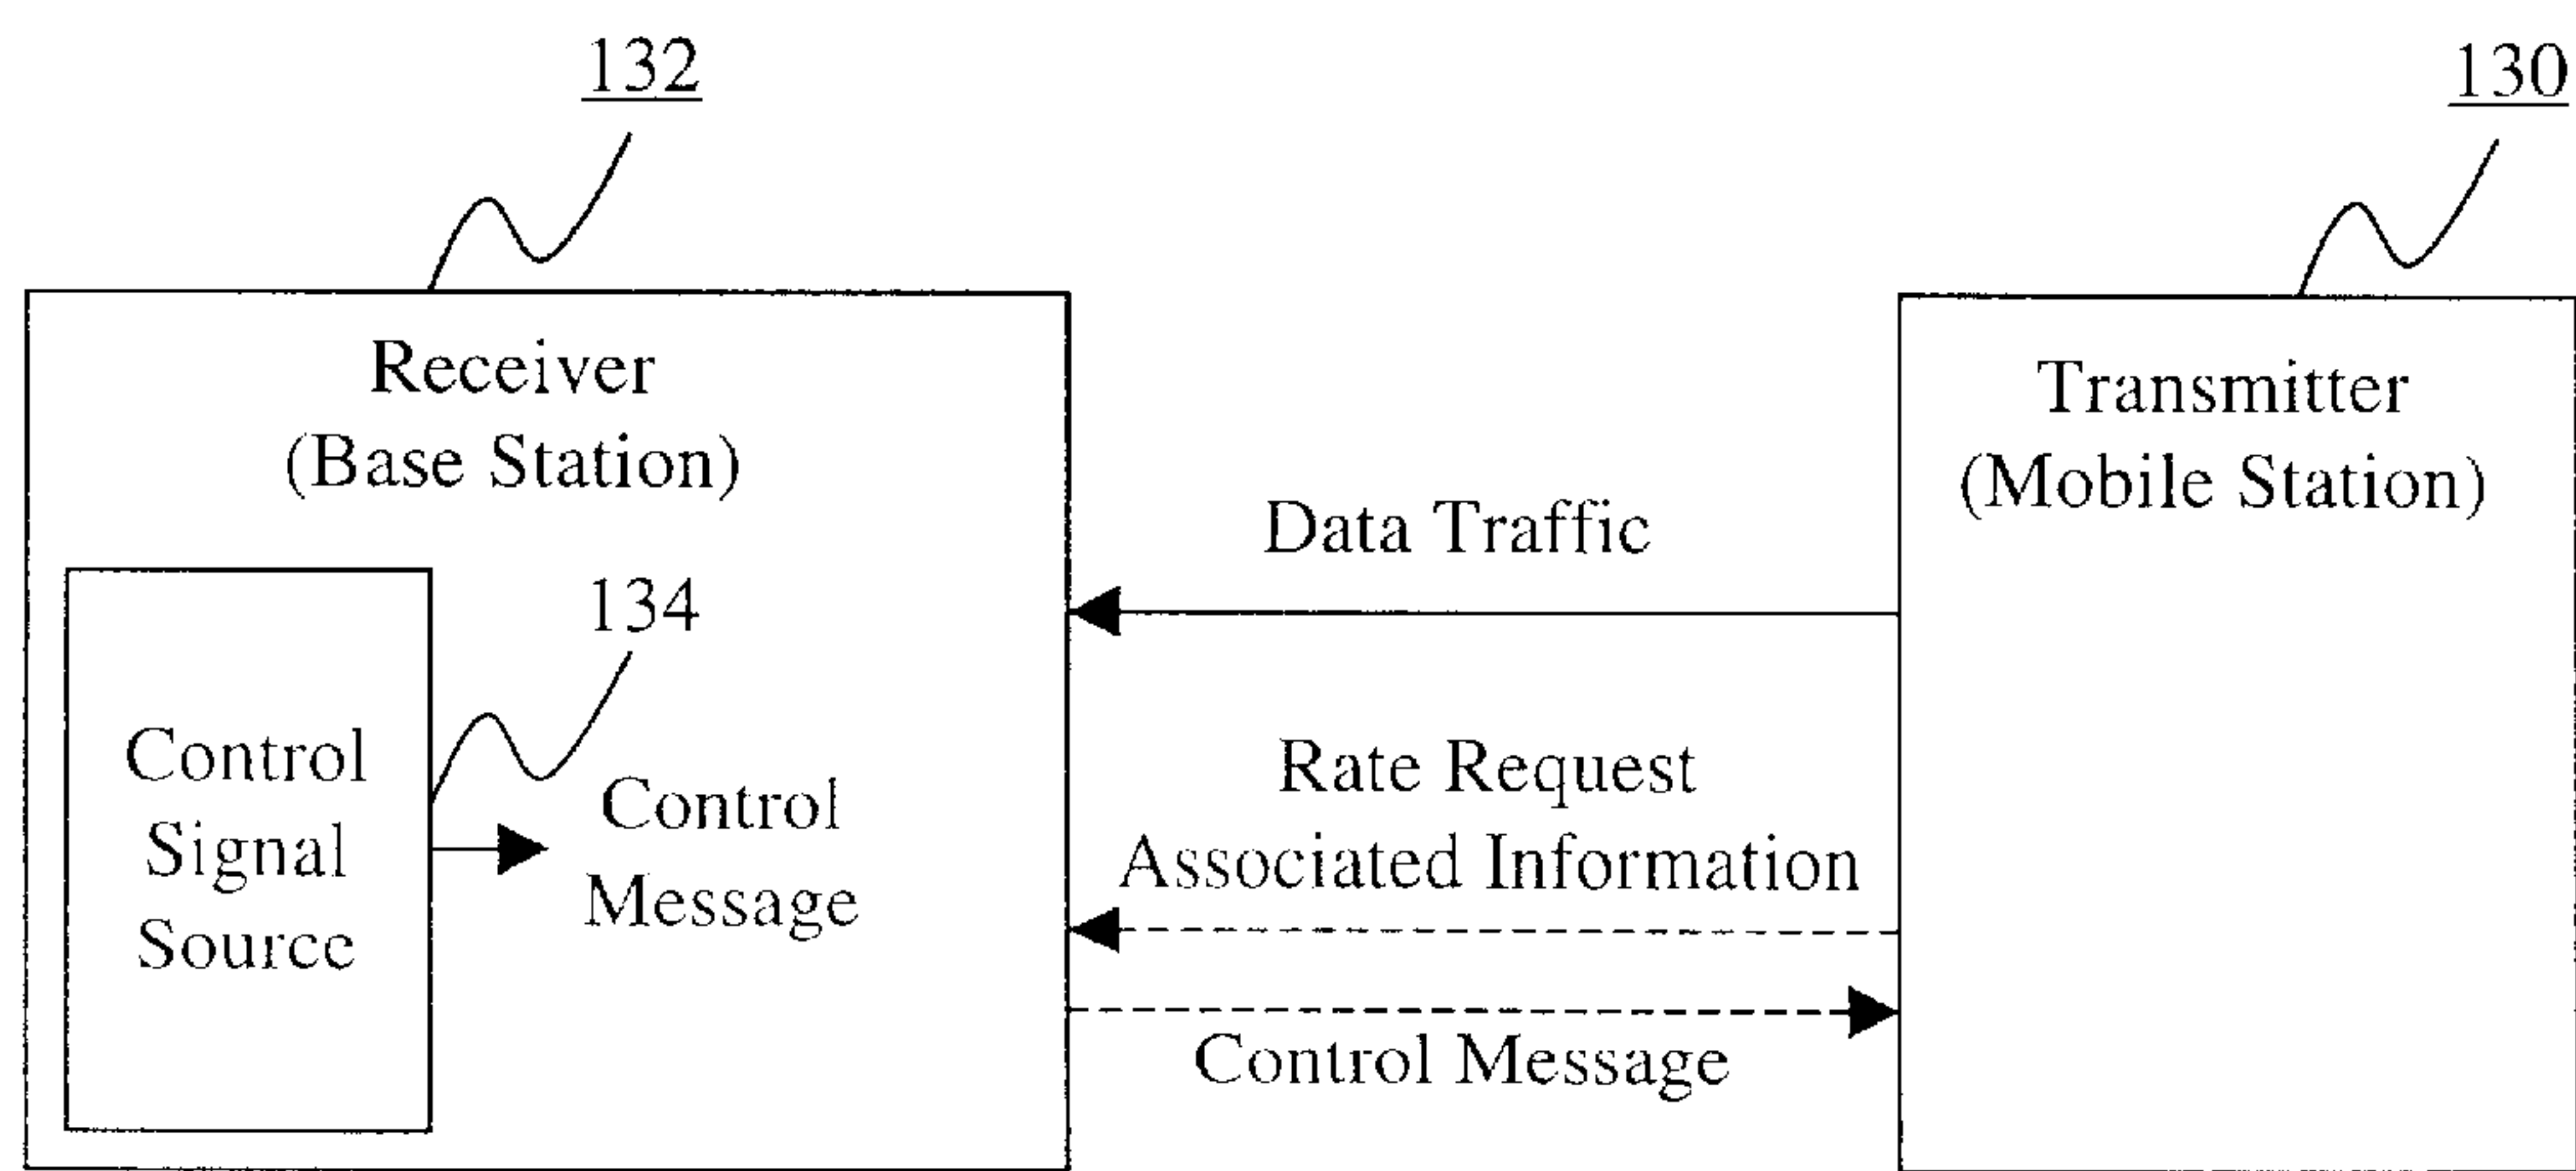 132
130
Receiver
(Base Station)
Transmitter
(Mobile Station)
Data Traffic
134
Control
Signal
Source
Control
Message
Rate Request
Associated Information
Control Message